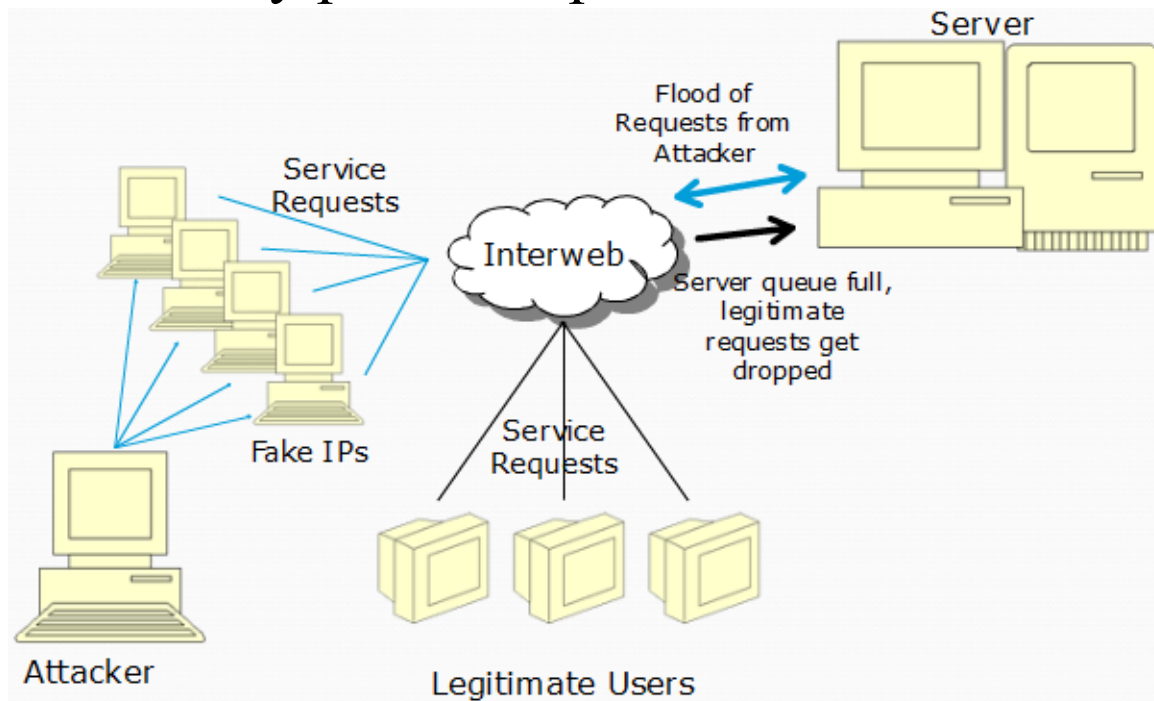 Server
Flood of
Requests from
Attacker
Service
Requests
Interweb
Server queue full,
legitimate
requests get
dropped
Service
Requests
Fake IPs
Attacker
Legitimate Users